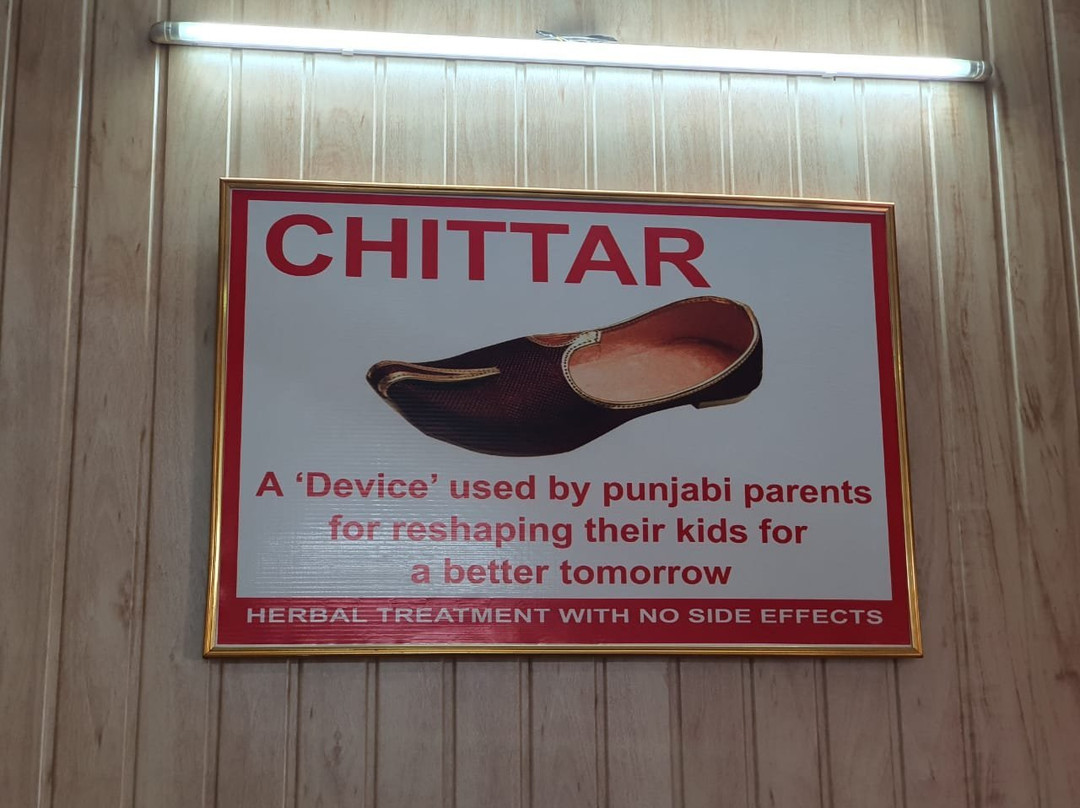 CHITTAR
A ‘Device’ used by punjabi parents
for reshaping their kids for
a better tomorrow
HERBAL TREATMENT WITH NO SIDE EFFECTS